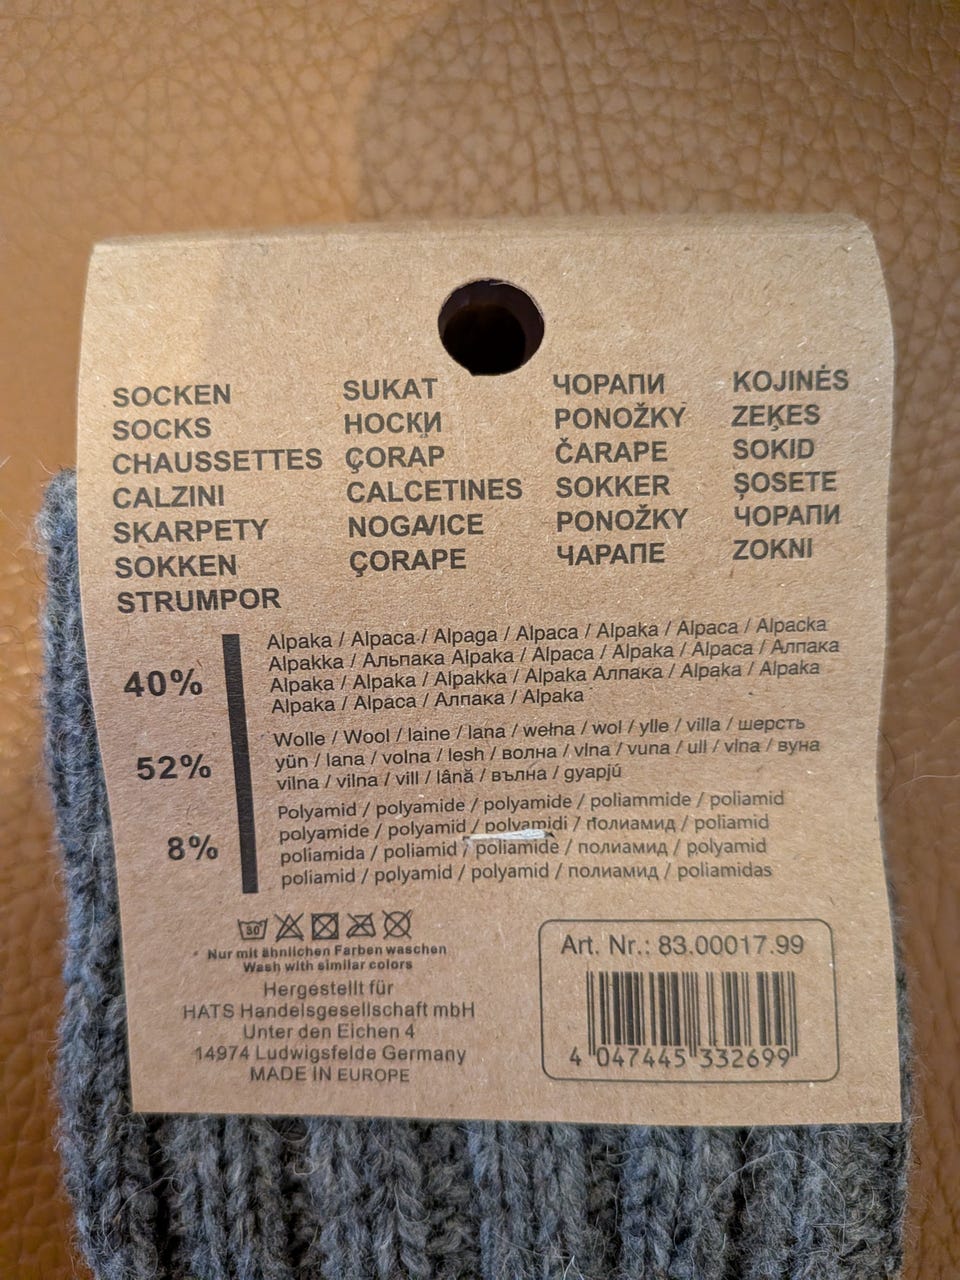 SOCKEN
SOCKS
CHAUSSETTES
CALZINI
SKARPETY
SOKKEN
STRUMPOR
SUKAT
НОСКИ
ÇORAP
CALCETINES
NOGAVICE
ÇORAPE
ЧОРАПИ
PONOŽKY
ČARAPE
SOKKER
PONOŽKY
ЧАРАПЕ
KOJINĖS
ZEĶES
SOKID
ŞOSETE
ЧОРАПИ
ZOKNI
40%
Alpaka / Alpaca / Alpaga / Alpaca / Alpaka / Alpaca / Alpacka
Alpakka / Альпака Alpaka / Alpaca / Alpaka / Alpaca / Алпака
Alpaka / Alpaka / Alpakka / Alpaka Алпака / Alpaka / Alpaka
Alpaka / Alpaca / Алпака / Alpaka
52%
Wolle / Wool / laine / lana / wełna / wol / ylle / villa / шерсть
yün / lana / volna / lesh / волна / vlna / vuna / ull / vlna / вуна
vilna / vilna / vill / lână / вълна / gyapjú
8%
Polyamid / polyamide / polyamide / poliammide / poliamid
polyamide / polyamid / polyamidi / полиамид / poliamid
poliamida / poliamid / poliamide / полиамид / polyamid
poliamid / polyamid / polyamid / полиамид / poliamidas
30
Nur mit ähnlichen Farben waschen
Wash with similar colors
Hergestellt für
HATS Handelsgesellschaft mbH
Unter den Eichen 4
14974 Ludwigsfelde Germany
MADE IN EUROPE
Art. Nr.: 83.00017.99
4 047445 332699